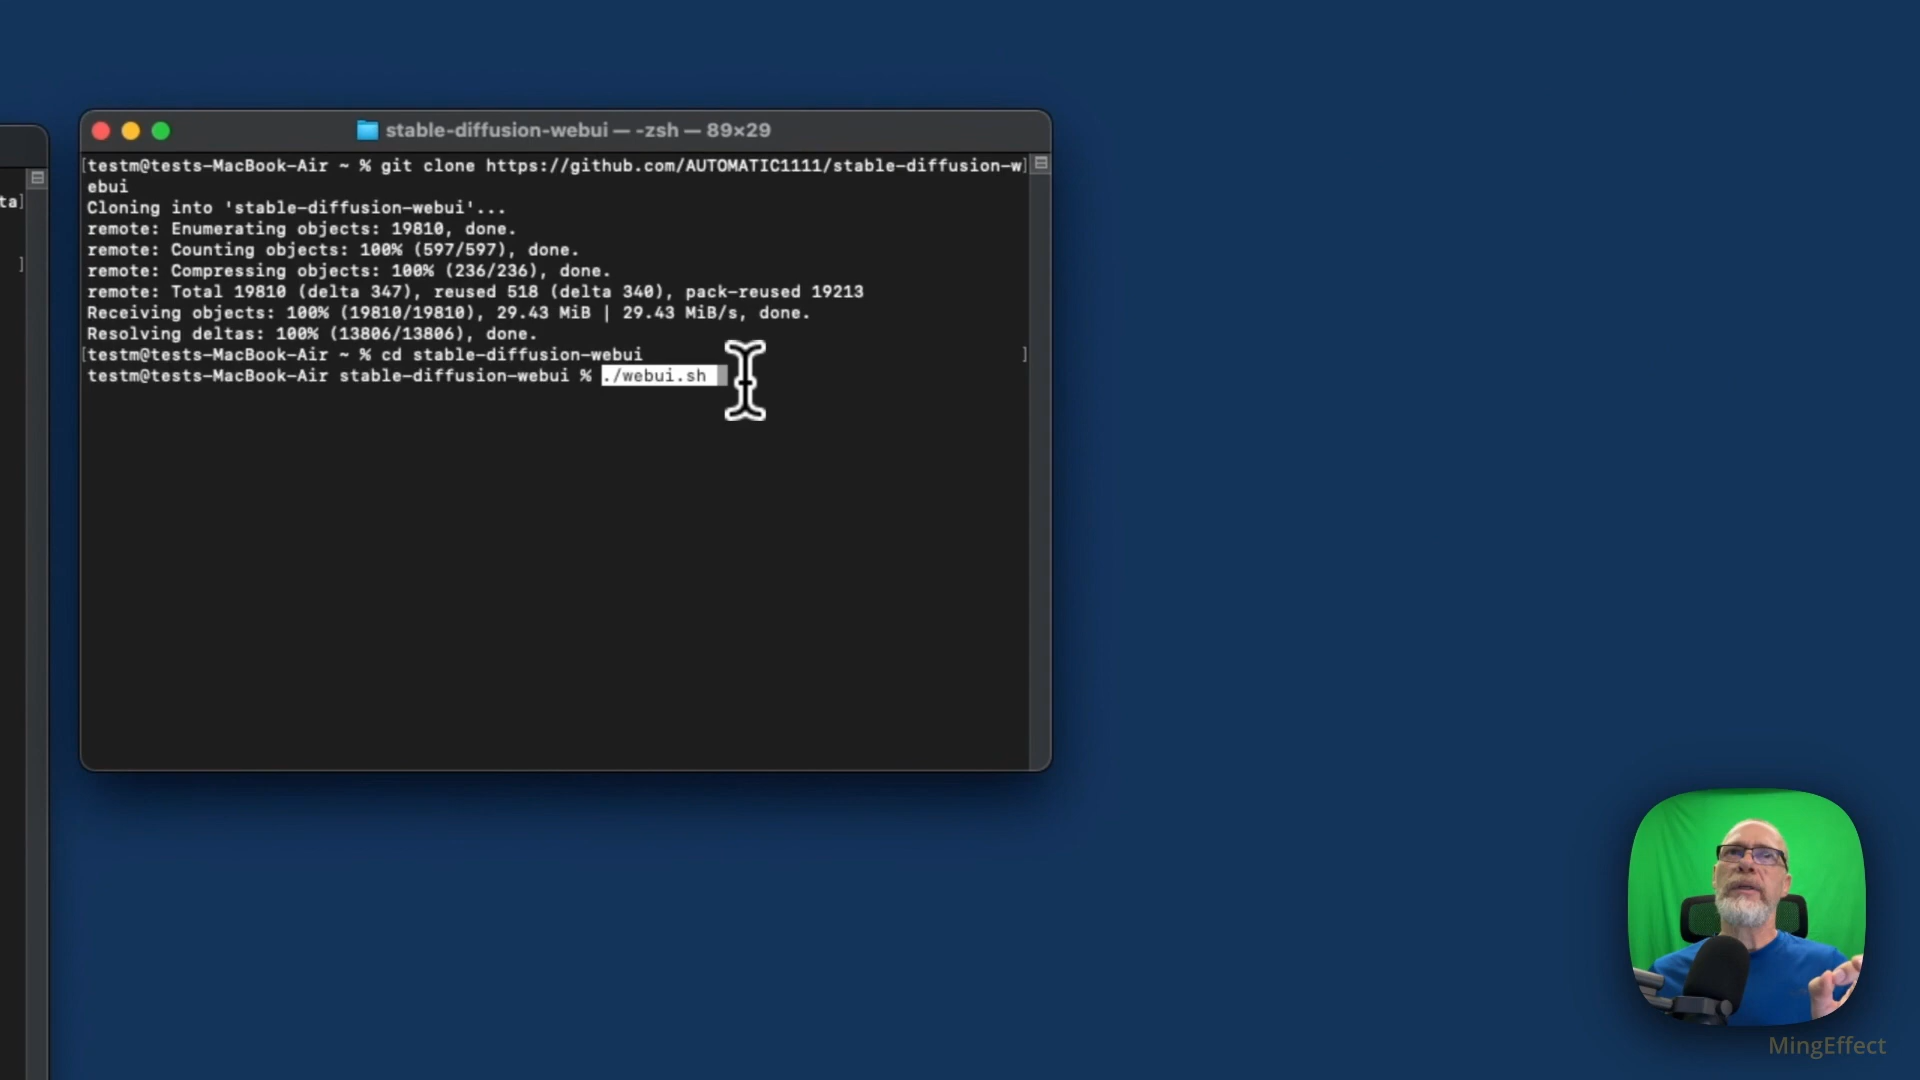 stable-diffusion-webui — -zsh — 89×29
[testm@tests-MacBook-Air ~ % git clone https://github.com/AUTOMATIC1111/stable-diffusion-w]
ebui
Cloning into 'stable-diffusion-webui'...
remote: Enumerating objects: 19810, done.
remote: Counting objects: 100% (597/597), done.
remote: Compressing objects: 100% (236/236), done.
remote: Total 19810 (delta 347), reused 518 (delta 340), pack-reused 19213
Receiving objects: 100% (19810/19810), 29.43 MiB | 29.43 MiB/s, done.
Resolving deltas: 100% (13806/13806), done.
[testm@tests-MacBook-Air ~ % cd stable-diffusion-webui ]
testm@tests-MacBook-Air stable-diffusion-webui % ./webui.sh
ta]
]
MingEffect